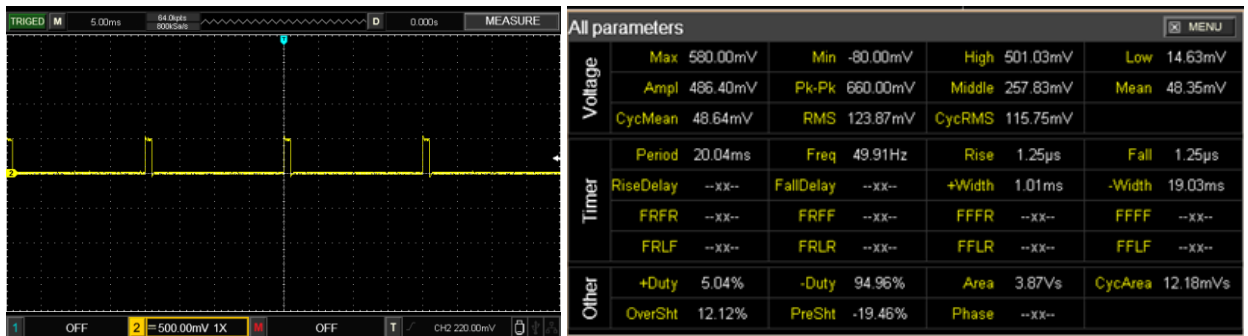 TRIGED M 5.00ms 64.0kpts 800kSa/s D 0.000s MEASURE
T
2
1 OFF 2 500.00mV 1X M OFF T CH2 220.00mV
All parameters MENU
Voltage
Max 580.00mV Min -80.00mV High 501.03mV Low 14.63mV
Ampl 486.40mV Pk-Pk 660.00mV Middle 257.83mV Mean 48.35mV
CycMean 48.64mV RMS 123.87mV CycRMS 115.75mV
Timer
Period 20.04ms Freq 49.91Hz Rise 1.25µs Fall 1.25µs
RiseDelay --xx-- FallDelay --xx-- +Width 1.01ms -Width 19.03ms
FRFR --xx-- FRFF --xx-- FFFR --xx-- FFFF --xx--
FRLF --xx-- FRLR --xx-- FFLR --xx-- FFLF --xx--
Other
+Duty 5.04% -Duty 94.96% Area 3.87Vs CycArea 12.18mVs
OverSht 12.12% PreSht -19.46% Phase --xx--